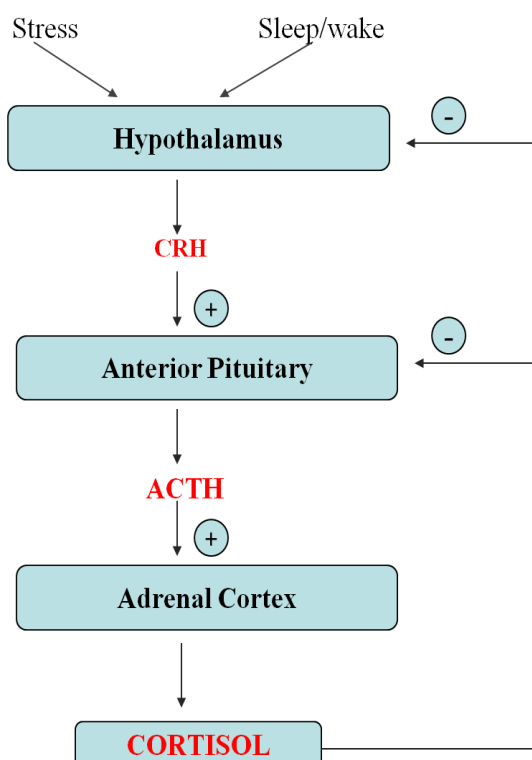 Stress Sleep/wake
-
Hypothalamus
CRH
+
-
Anterior Pituitary
ACTH
+
Adrenal Cortex
CORTISOL